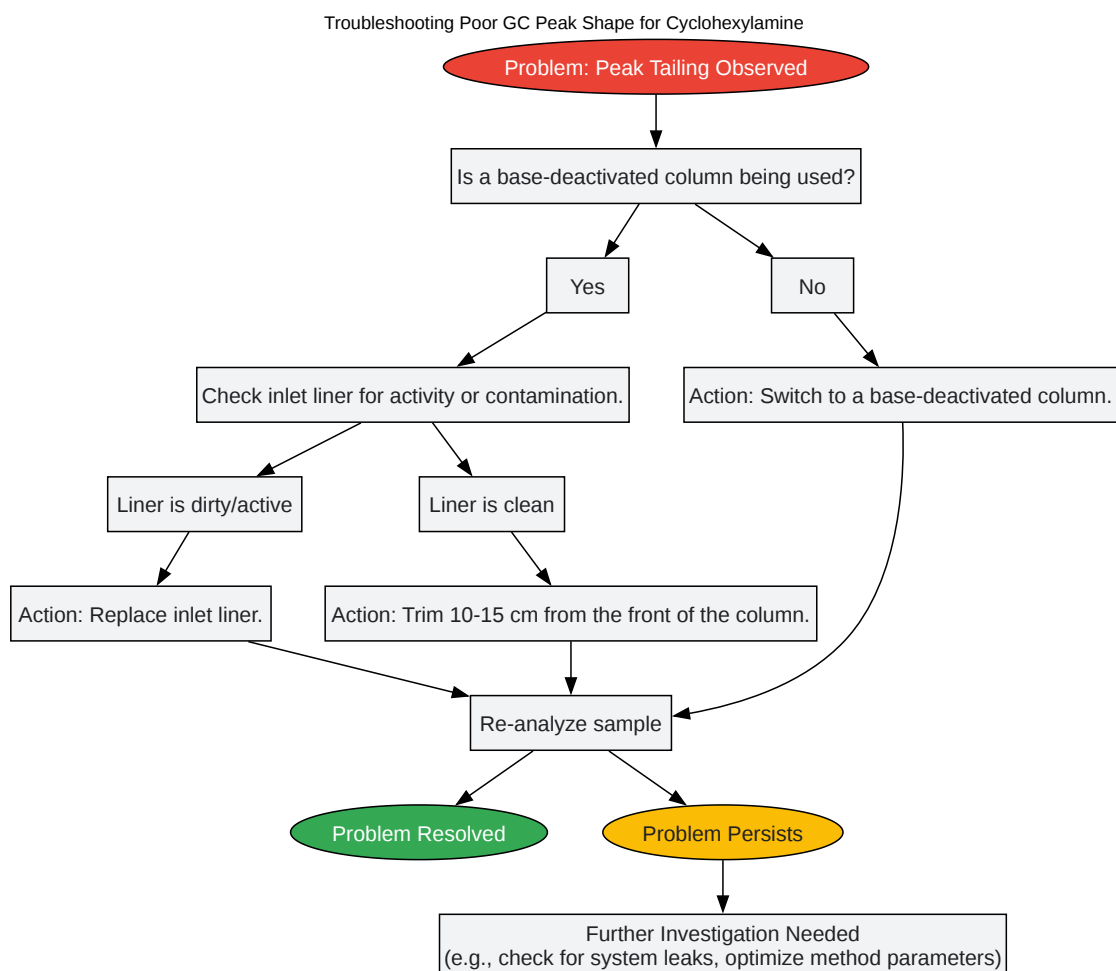 Troubleshooting Poor GC Peak Shape for Cyclohexylamine
Problem: Peak Tailing Observed
Is a base-deactivated column being used?
Yes
No
Check inlet liner for activity or contamination.
Action: Switch to a base-deactivated column.
Liner is dirty/active
Liner is clean
Action: Replace inlet liner.
Action: Trim 10-15 cm from the front of the column.
Re-analyze sample
Problem Resolved
Problem Persists
Further Investigation Needed
(e.g., check for system leaks, optimize method parameters)